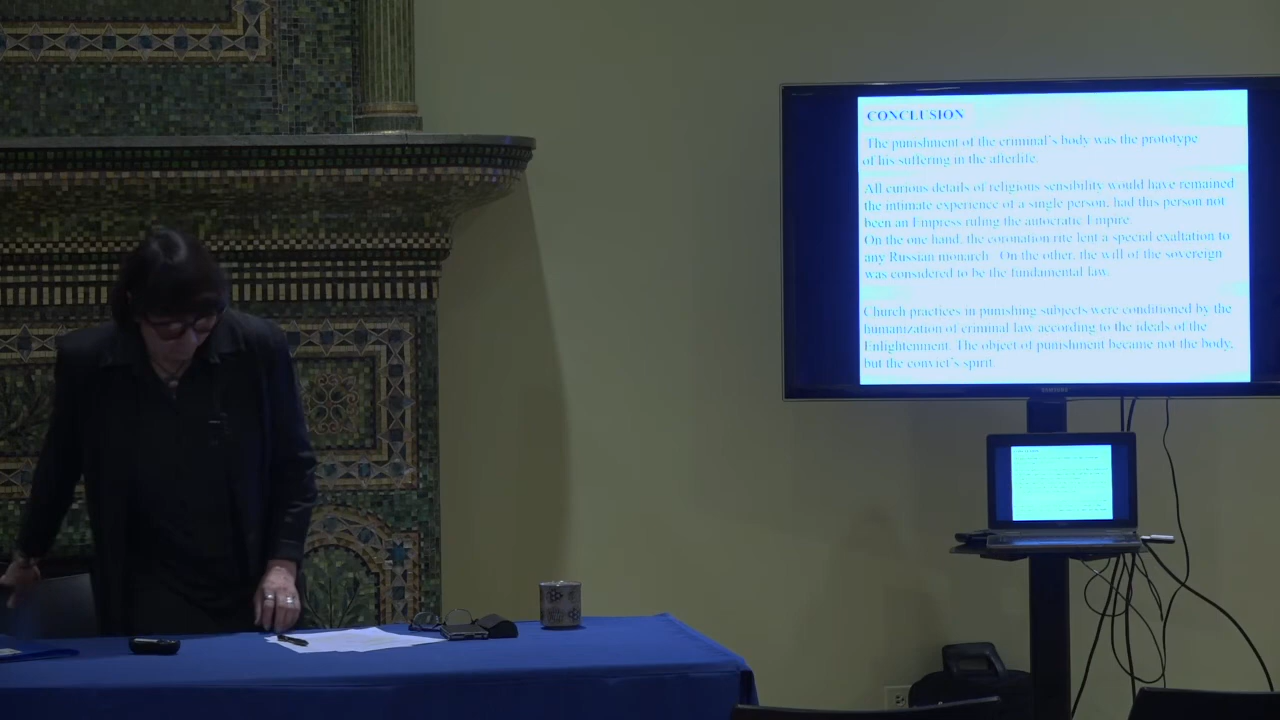 CONCLUSION
The punishment of the criminal's body was the prototype
of his suffering in the afterlife.
All curious details of religious sensibility would have remained
the intimate experience of a single person, had this person not
been an Empress ruling the autocratic Empire.
On the one hand, the coronation rite lent a special exaltation to
any Russian monarch. On the other, the will of the sovereign
was considered to be the fundamental law.
Church practices in punishing subjects were conditioned by the
humanization of criminal law according to the ideals of the
Enlightenment. The object of punishment became not the body,
but the convict's spirit.
SAMSUNG